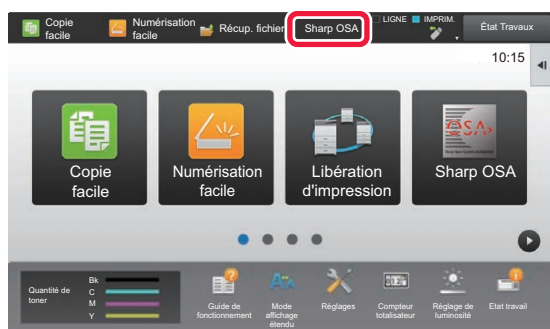 Copie
facile
Numérisation
facile
Récup. fichier
Sharp OSA
LIGNE
IMPRIM.
État Travaux
10:15
Copie
facile
Numérisation
facile
Libération
d'impression
OSA
Sharp OSA
Quantité de
toner
Bk
C
M
Y
Guide de
fonctionnement
Mode
affichage
étendu
Réglages
Compteur
totalisateur
Réglage de
luminosité
Etat travail